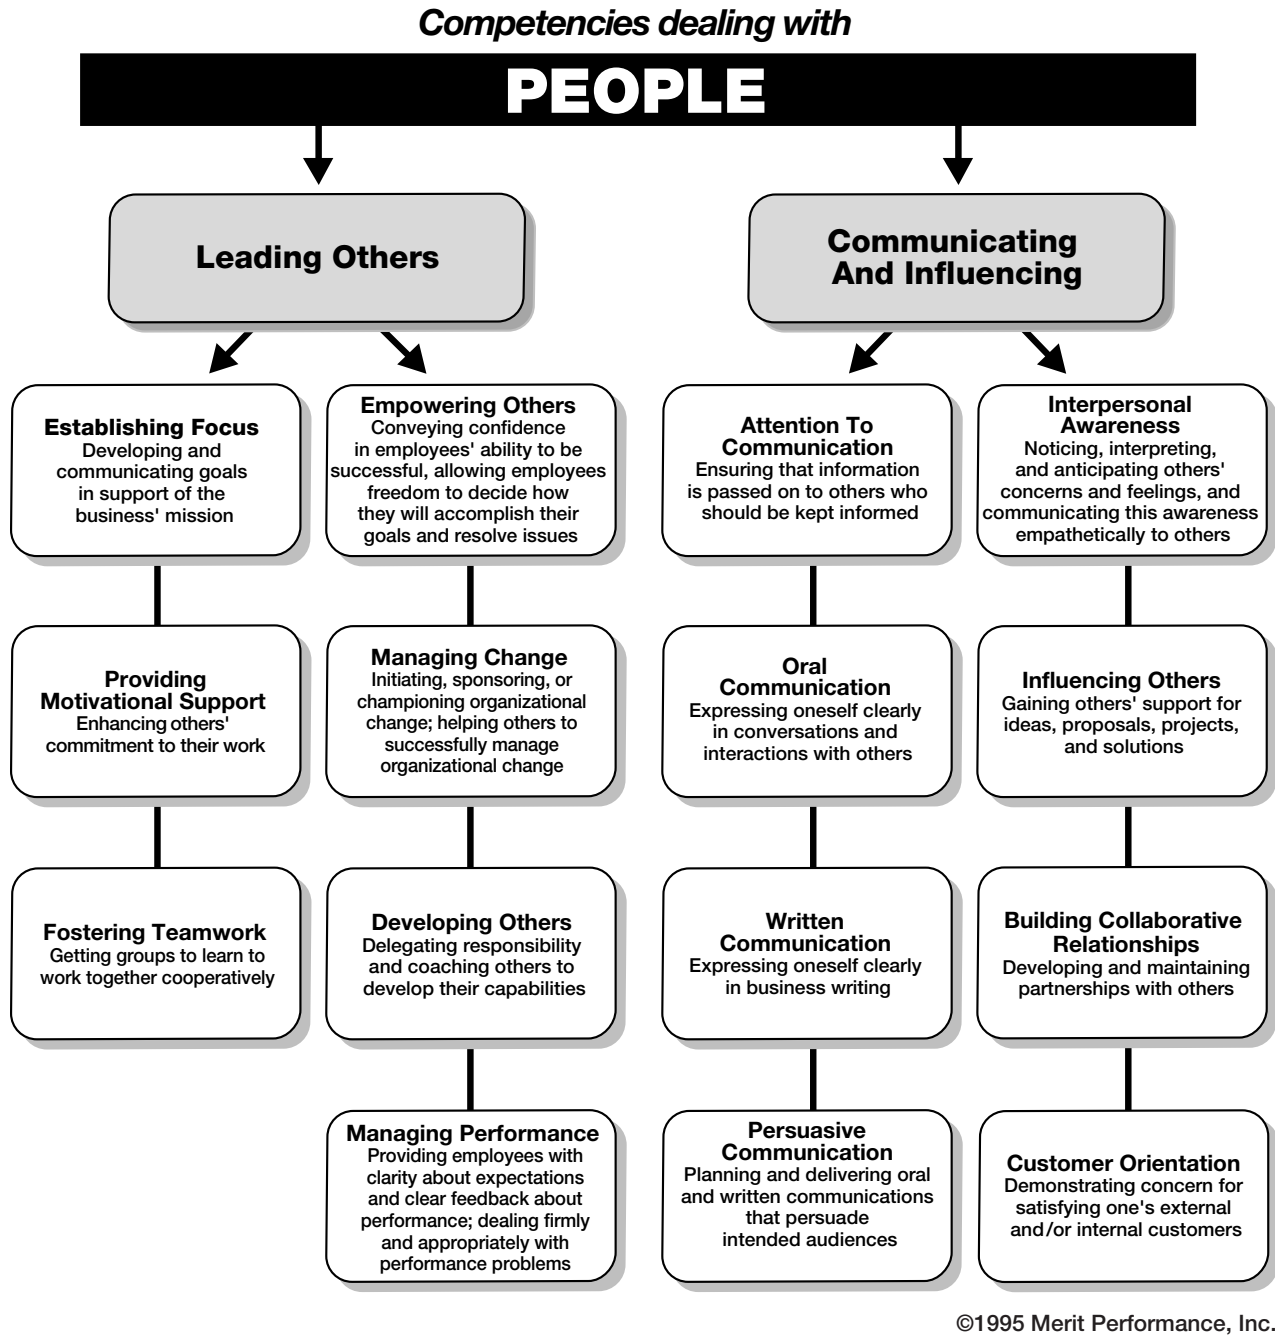 Competencies dealing with
PEOPLE
Leading Others
Communicating
And Influencing
Establishing Focus
Developing and
communicating goals
in support of the
business' mission
Empowering Others
Conveying confidence
in employees' ability to be
successful, allowing employees
freedom to decide how
they will accomplish their
goals and resolve issues
Attention To
Communication
Ensuring that information
is passed on to others who
should be kept informed
Interpersonal
Awareness
Noticing, interpreting,
and anticipating others'
concerns and feelings, and
communicating this awareness
empathetically to others
Providing
Motivational Support
Enhancing others'
commitment to their work
Managing Change
Initiating, sponsoring, or
championing organizational
change; helping others to
successfully manage
organizational change
Oral
Communication
Expressing oneself clearly
in conversations and
interactions with others
Influencing Others
Gaining others' support for
ideas, proposals, projects,
and solutions
Fostering Teamwork
Getting groups to learn to
work together cooperatively
Developing Others
Delegating responsibility
and coaching others to
develop their capabilities
Written
Communication
Expressing oneself clearly
in business writing
Building Collaborative
Relationships
Developing and maintaining
partnerships with others
Managing Performance
Providing employees with
clarity about expectations
and clear feedback about
performance; dealing firmly
and appropriately with
performance problems
Persuasive
Communication
Planning and delivering oral
and written communications
that persuade
intended audiences
Customer Orientation
Demonstrating concern for
satisfying one's external
and/or internal customers
©1995 Merit Performance, Inc.